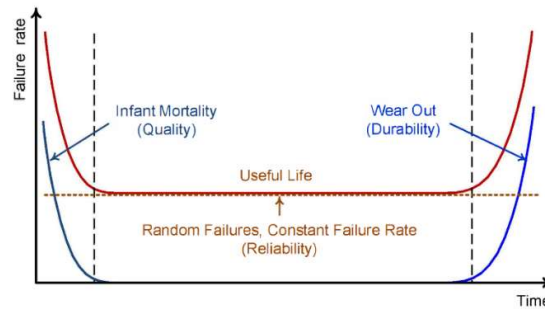 Failure rate
Infant Mortality
(Quality)
Wear Out
(Durability)
Useful Life
Random Failures, Constant Failure Rate
(Reliability)
Time